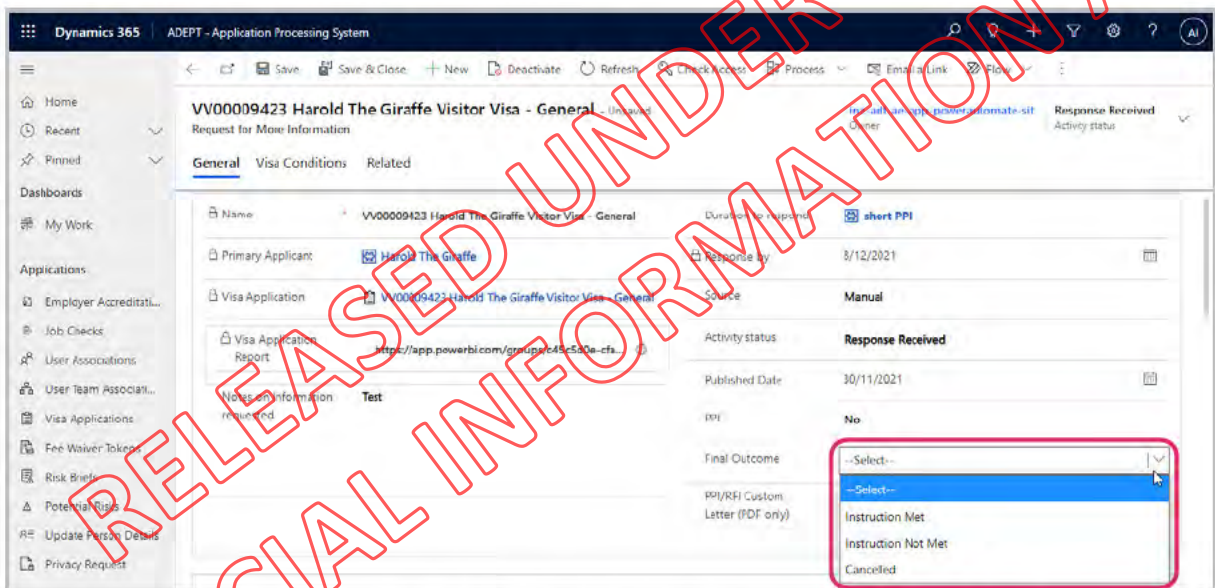 Dynamics 365 ADEPT - Application Processing System AI
Save Save & Close New Deactivate Refresh Check Access Process Email a Link Flow
Home
Recent
Pinned
Dashboards
My Work
Applications
Employer Accreditati...
Job Checks
User Associations
User Team Associati...
Visa Applications
Fee Waiver Tokens
Risk Briefs
Potential Risks
Update Person Details
Privacy Request
VV00009423 Harold The Giraffe Visitor Visa - General - Unsaved
Request for More Information
Owner
Response Received
Activity status
General Visa Conditions Related
Name * VV00009423 Harold The Giraffe Visitor Visa - General
Primary Applicant Harold The Giraffe
Visa Application VV00009423 Harold The Giraffe Visitor Visa - General
Visa Application Report https://app.powerbi.com/groups/c45c5d0e-cfa...
Notes on information requested Test
Duration to respond short PPI
Response by 8/12/2021
Source Manual
Activity status Response Received
Published Date 30/11/2021
PPI No
Final Outcome --Select--
--Select--
Instruction Met
Instruction Not Met
Cancelled
PPI/RFI Custom
Letter (PDF only)
RELEASED UNDER
INFORMATION